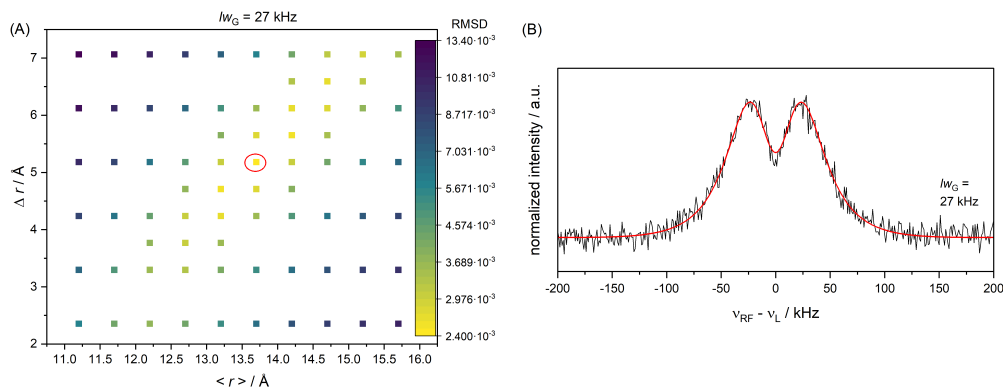 (A)
lw_G = 27 kHz
RMSD
Δ r / Å
7
6
5
4
3
2
11.0 11.5 12.0 12.5 13.0 13.5 14.0 14.5 15.0 15.5 16.0
< r > / Å
13.40·10⁻³
10.81·10⁻³
8.717·10⁻³
7.031·10⁻³
5.671·10⁻³
4.574·10⁻³
3.689·10⁻³
2.976·10⁻³
2.400·10⁻³
(B)
normalized intensity / a.u.
lw_G =
27 kHz
-200 -150 -100 -50 0 50 100 150 200
ν_RF - ν_L / kHz